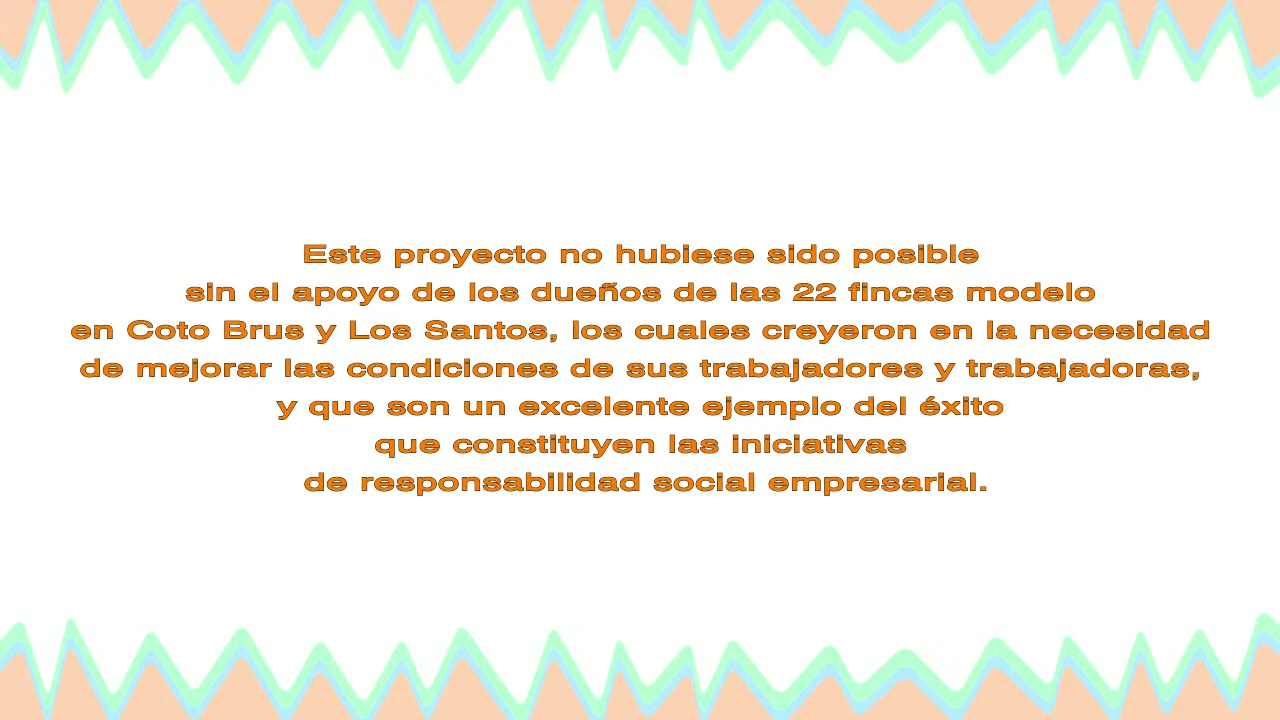 Este proyecto no hubiese sido posible
sin el apoyo de los dueños de las 22 fincas modelo
en Coto Brus y Los Santos, los cuales creyeron en la necesidad
de mejorar las condiciones de sus trabajadores y trabajadoras,
y que son un excelente ejemplo del éxito
que constituyen las iniciativas
de responsabilidad social empresarial.